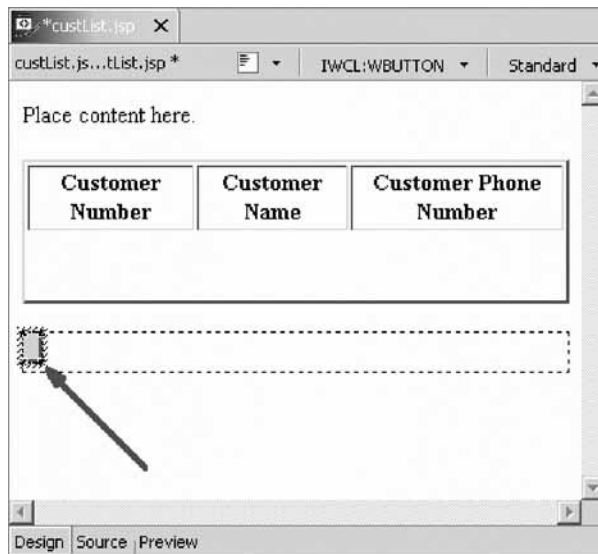 *custList.jsp X
custList.js...tList.jsp * IWCL:WBUTTON Standard
Place content here.
Customer Number Customer Name Customer Phone Number
Design Source Preview